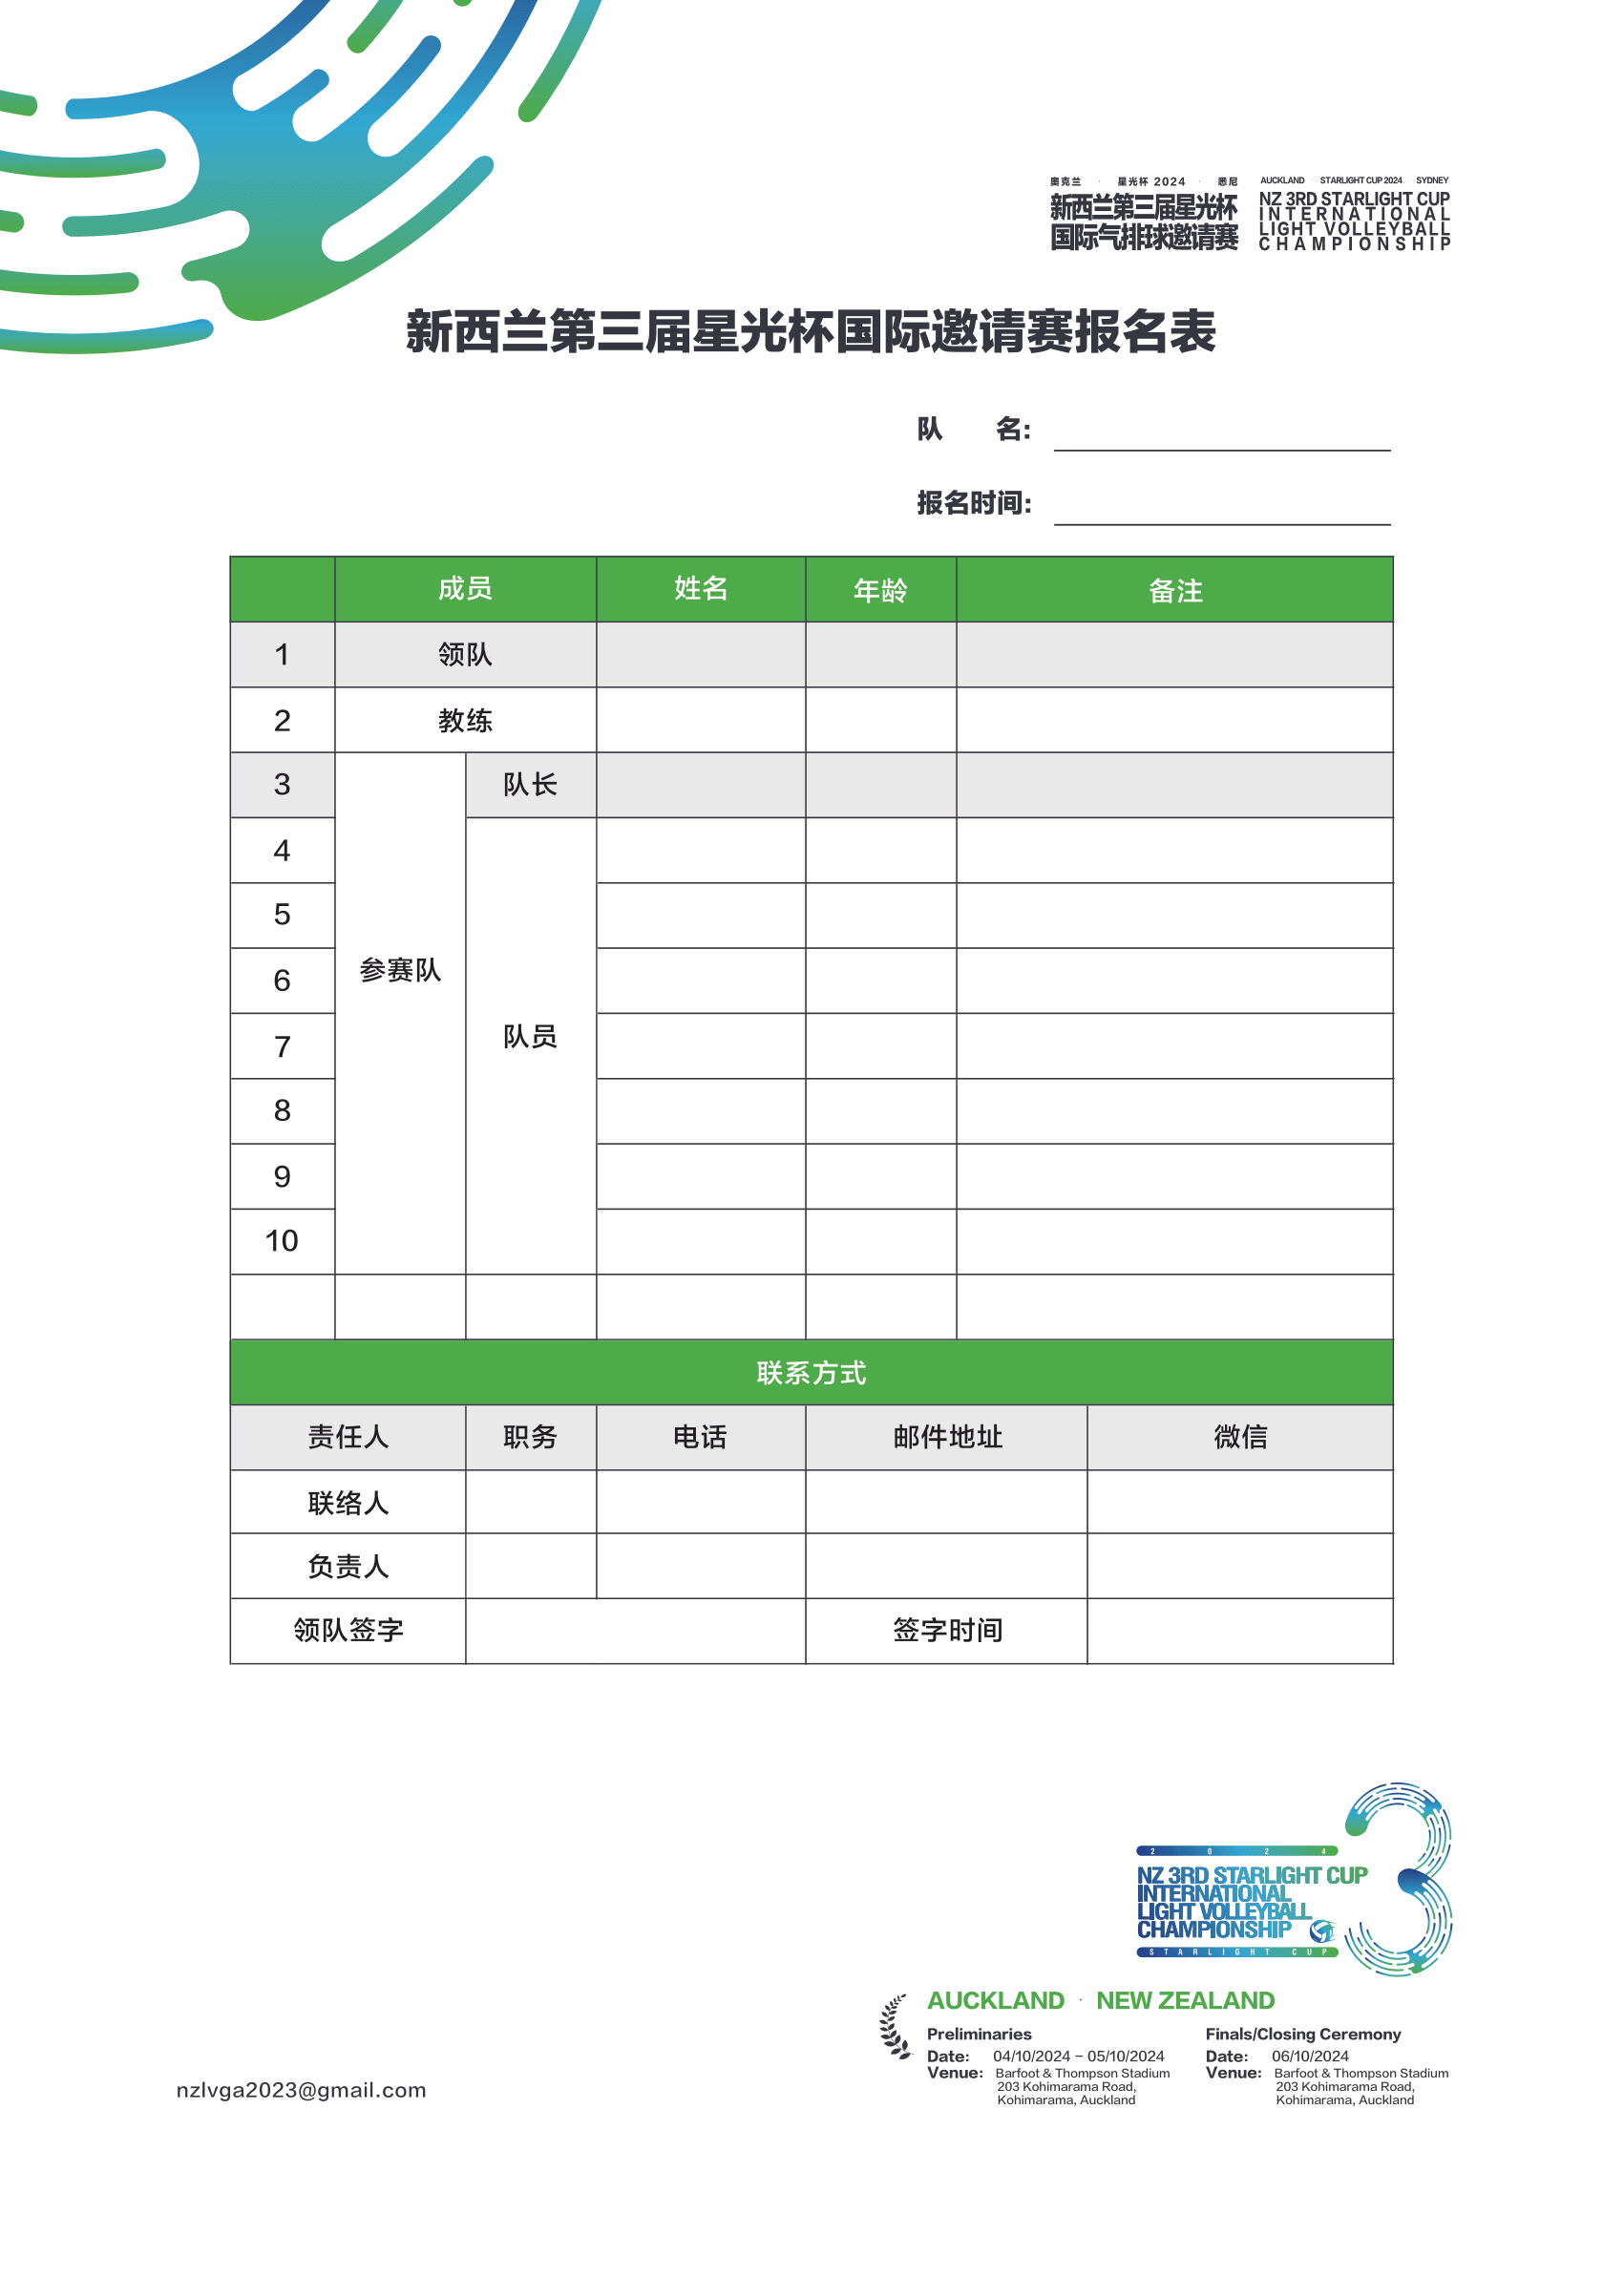 奥克兰 · 星光杯 2024 · 悉尼
新西兰第三届星光杯
国际气排球邀请赛
AUCKLAND · STARLIGHT CUP 2024 · SYDNEY
NZ 3RD STARLIGHT CUP
INTERNATIONAL
LIGHT VOLLEYBALL
CHAMPIONSHIP
新西兰第三届星光杯国际邀请赛报名表
队 名:
报名时间:
成员 姓名 年龄 备注
1 领队
2 教练
3 队长
4
5
参赛队
6
队员
7
8
9
10
联系方式
责任人 职务 电话 邮件地址 微信
联络人
负责人
领队签字 签字时间
2 0 2 4
NZ 3RD STARLIGHT CUP
INTERNATIONAL
LIGHT VOLLEYBALL
CHAMPIONSHIP
STARLIGHT CUP
3
AUCKLAND · NEW ZEALAND
Preliminaries
Date: 04/10/2024 – 05/10/2024
Venue: Barfoot & Thompson Stadium
203 Kohimarama Road,
Kohimarama, Auckland
Finals/Closing Ceremony
Date: 06/10/2024
Venue: Barfoot & Thompson Stadium
203 Kohimarama Road,
Kohimarama, Auckland
nzlvga2023@gmail.com